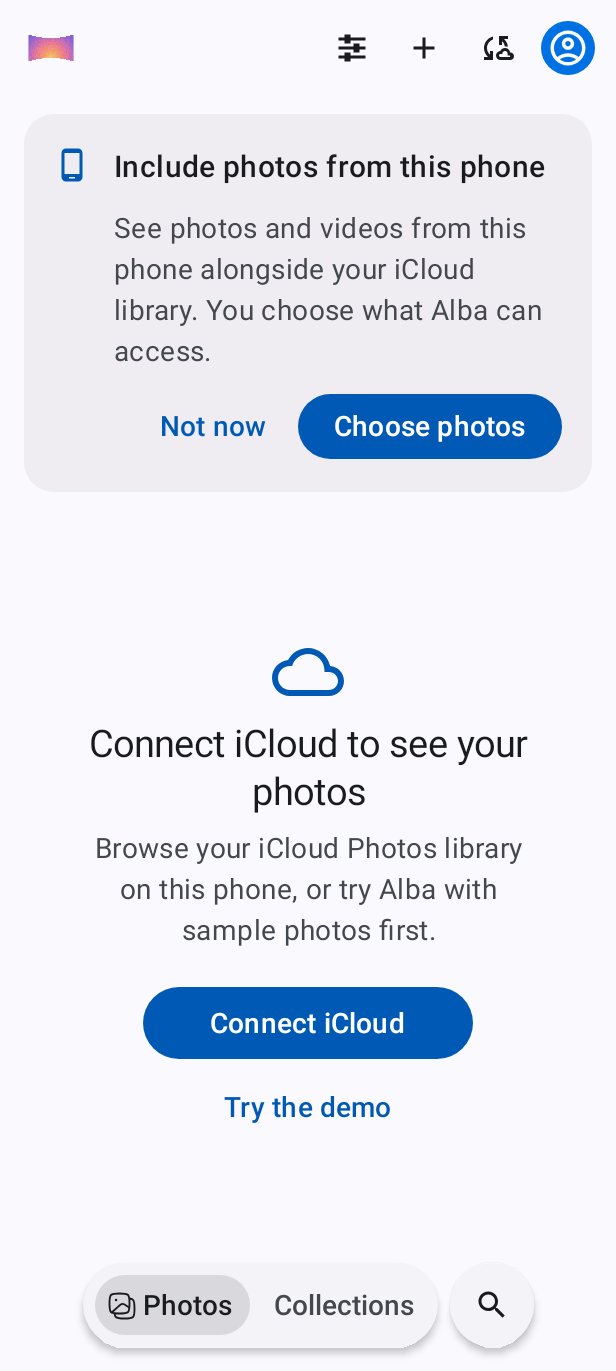 Include photos from this phone
See photos and videos from this
phone alongside your iCloud
library. You choose what Alba can
access.
Not now
Choose photos
Connect iCloud to see your
photos
Browse your iCloud Photos library
on this phone, or try Alba with
sample photos first.
Connect iCloud
Try the demo
Photos
Collections